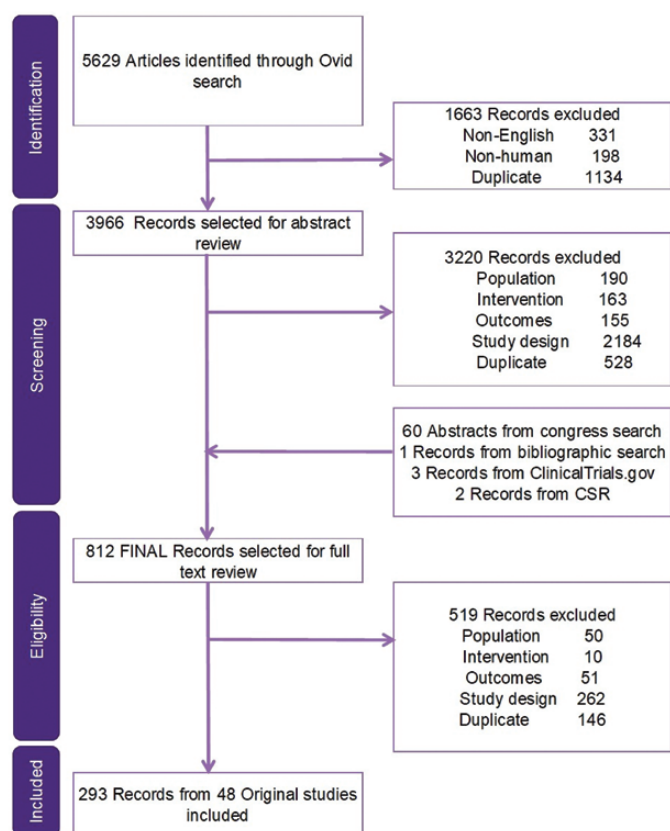 Identification
5629 Articles identified through Ovid
search
1663 Records excluded
Non-English 331
Non-human 198
Duplicate 1134
Screening
3966 Records selected for abstract
review
3220 Records excluded
Population 190
Intervention 163
Outcomes 155
Study design 2184
Duplicate 528
60 Abstracts from congress search
1 Records from bibliographic search
3 Records from ClinicalTrials.gov
2 Records from CSR
Eligibility
812 FINAL Records selected for full
text review
519 Records excluded
Population 50
Intervention 10
Outcomes 51
Study design 262
Duplicate 146
Included
293 Records from 48 Original studies
included